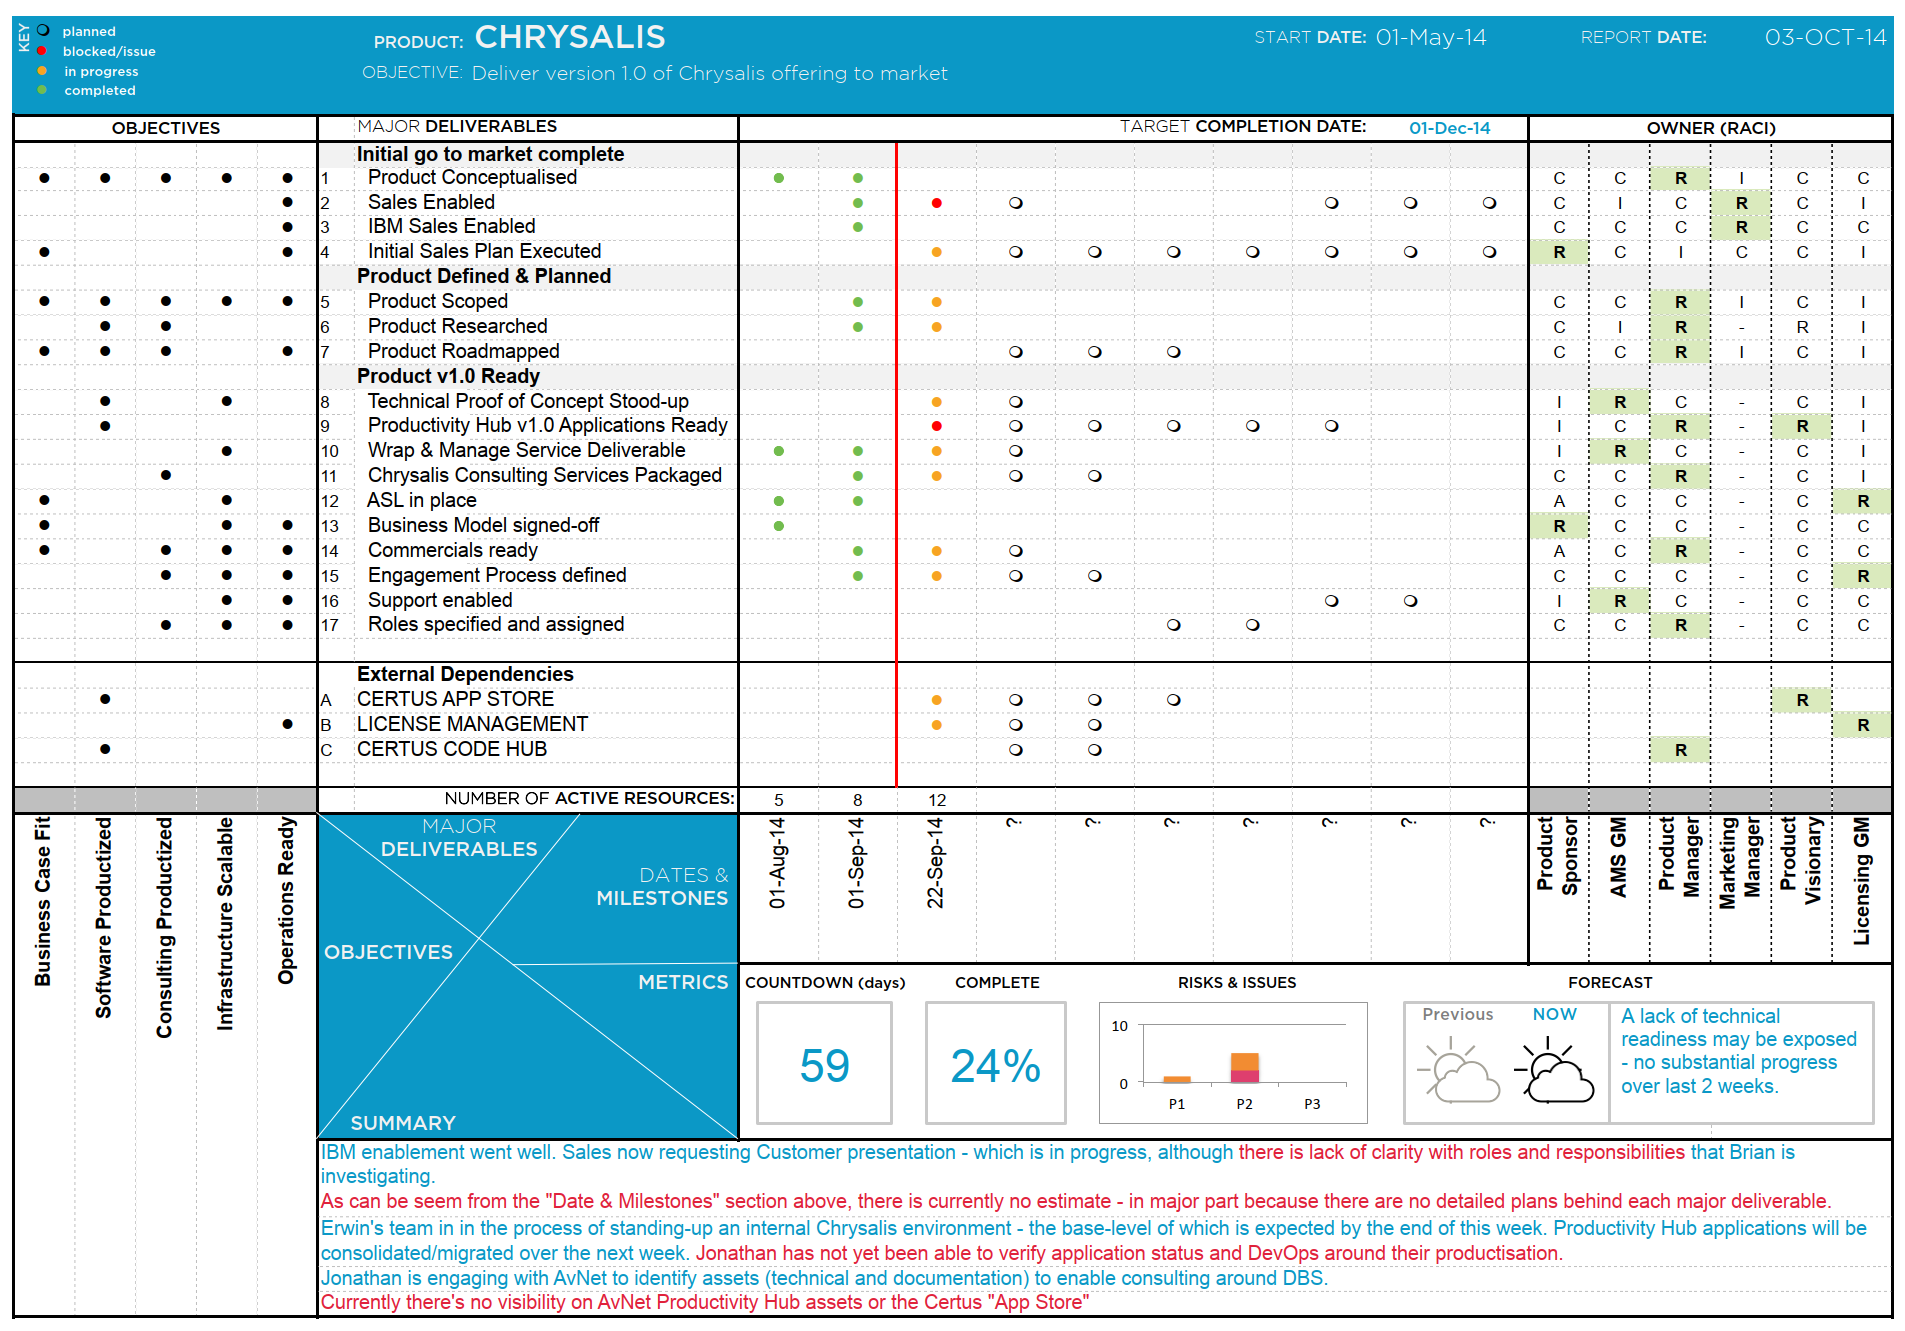 KEY
planned
blocked/issue
in progress
completed
PRODUCT: CHRYSALIS
OBJECTIVE: Deliver version 1.0 of Chrysalis offering to market
START DATE: 01-May-14
REPORT DATE: 03-OCT-14
OBJECTIVES
MAJOR DELIVERABLES
TARGET COMPLETION DATE: 01-Dec-14
OWNER (RACI)
Initial go to market complete
1 Product Conceptualised C C R I C C
2 Sales Enabled C I C R C I
3 IBM Sales Enabled C C C R C C
4 Initial Sales Plan Executed R C I C C I
Product Defined & Planned
5 Product Scoped C C R I C I
6 Product Researched C I R - R I
7 Product Roadmapped C C R I C I
Product v1.0 Ready
8 Technical Proof of Concept Stood-up I R C - C I
9 Productivity Hub v1.0 Applications Ready I C R - R I
10 Wrap & Manage Service Deliverable I R C - C I
11 Chrysalis Consulting Services Packaged C C R - C I
12 ASL in place A C C - C R
13 Business Model signed-off R C C - C C
14 Commercials ready A C R - C C
15 Engagement Process defined C C C - C R
16 Support enabled I R C - C C
17 Roles specified and assigned C C R - C C
External Dependencies
A CERTUS APP STORE R
B LICENSE MANAGEMENT R
C CERTUS CODE HUB R
NUMBER OF ACTIVE RESOURCES: 5 8 12
Business Case Fit
Software Productized
Consulting Productized
Infrastructure Scalable
Operations Ready
MAJOR
DELIVERABLES
DATES &
MILESTONES
OBJECTIVES
METRICS
SUMMARY
01-Aug-14
01-Sep-14
22-Sep-14
?
?
?
?
?
?
?
Product
Sponsor
AMS GM
Product
Manager
Marketing
Manager
Product
Visionary
Licensing GM
COUNTDOWN (days)
59
COMPLETE
24%
RISKS & ISSUES
10
0
P1 P2 P3
FORECAST
Previous NOW
A lack of technical
readiness may be exposed
- no substantial progress
over last 2 weeks.
IBM enablement went well. Sales now requesting Customer presentation - which is in progress, although there is lack of clarity with roles and responsibilities that Brian is
investigating.
As can be seem from the "Date & Milestones" section above, there is currently no estimate - in major part because there are no detailed plans behind each major deliverable.
Erwin's team in in the process of standing-up an internal Chrysalis environment - the base-level of which is expected by the end of this week. Productivity Hub applications will be
consolidated/migrated over the next week. Jonathan has not yet been able to verify application status and DevOps around their productisation.
Jonathan is engaging with AvNet to identify assets (technical and documentation) to enable consulting around DBS.
Currently there's no visibility on AvNet Productivity Hub assets or the Certus "App Store"